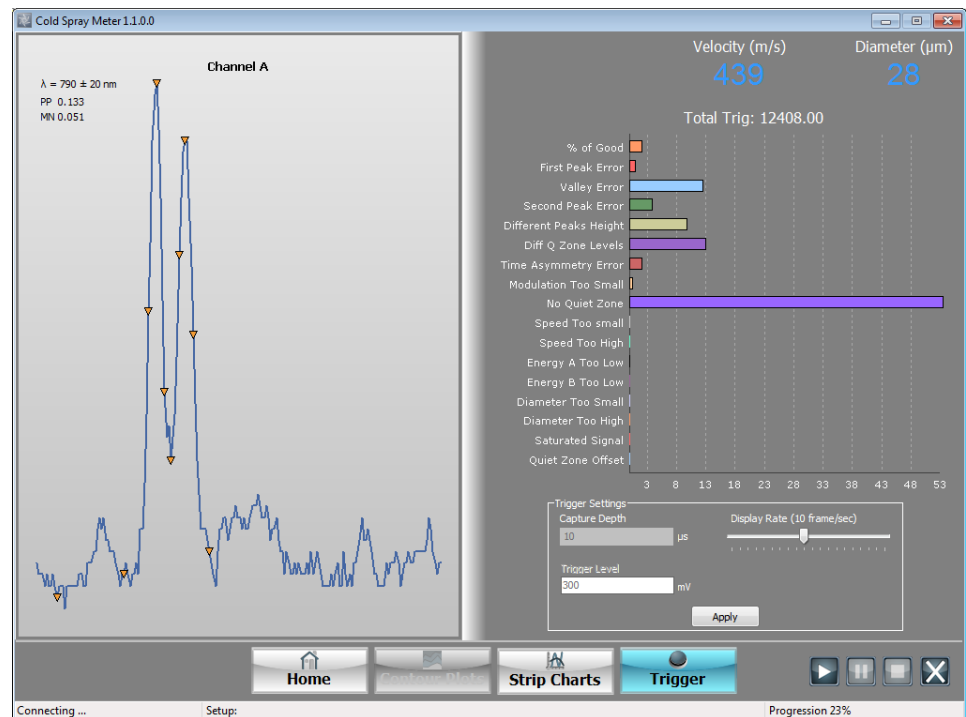 Cold Spray Meter 1.1.0.0
Channel A
λ = 790 ± 20 nm
PP 0.133
MN 0.051
Velocity (m/s)
Diameter (µm)
439
28
Total Trig: 12408.00
% of Good
First Peak Error
Valley Error
Second Peak Error
Different Peaks Height
Diff Q Zone Levels
Time Asymmetry Error
Modulation Too Small
No Quiet Zone
Speed Too small
Speed Too High
Energy A Too Low
Energy B Too Low
Diameter Too Small
Diameter Too High
Saturated Signal
Quiet Zone Offset
3 8 13 18 23 28 33 38 43 48 53
Trigger Settings
Capture Depth
10
µs
Display Rate (10 frame/sec)
Trigger Level
300
mV
Apply
Home
Contour Plots
Strip Charts
Trigger
Connecting ...
Setup:
Progression 23%